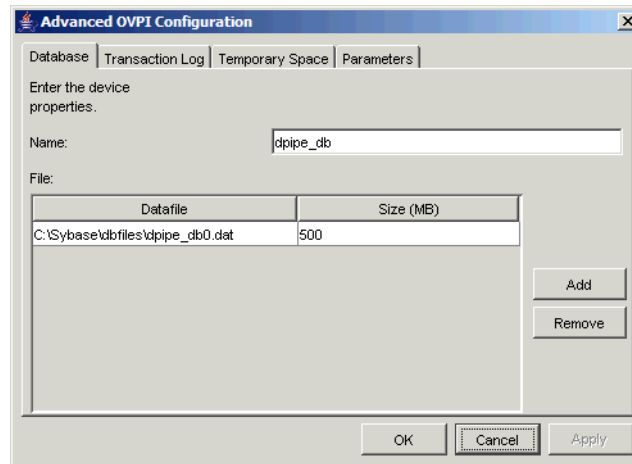 Advanced OVPI Configuration
Database Transaction Log Temporary Space Parameters
Enter the device
properties.
Name: dpipe_db
File:
Datafile Size (MB)
C:\Sybase\dbfiles\dpipe_db0.dat 500
Add
Remove
OK Cancel Apply